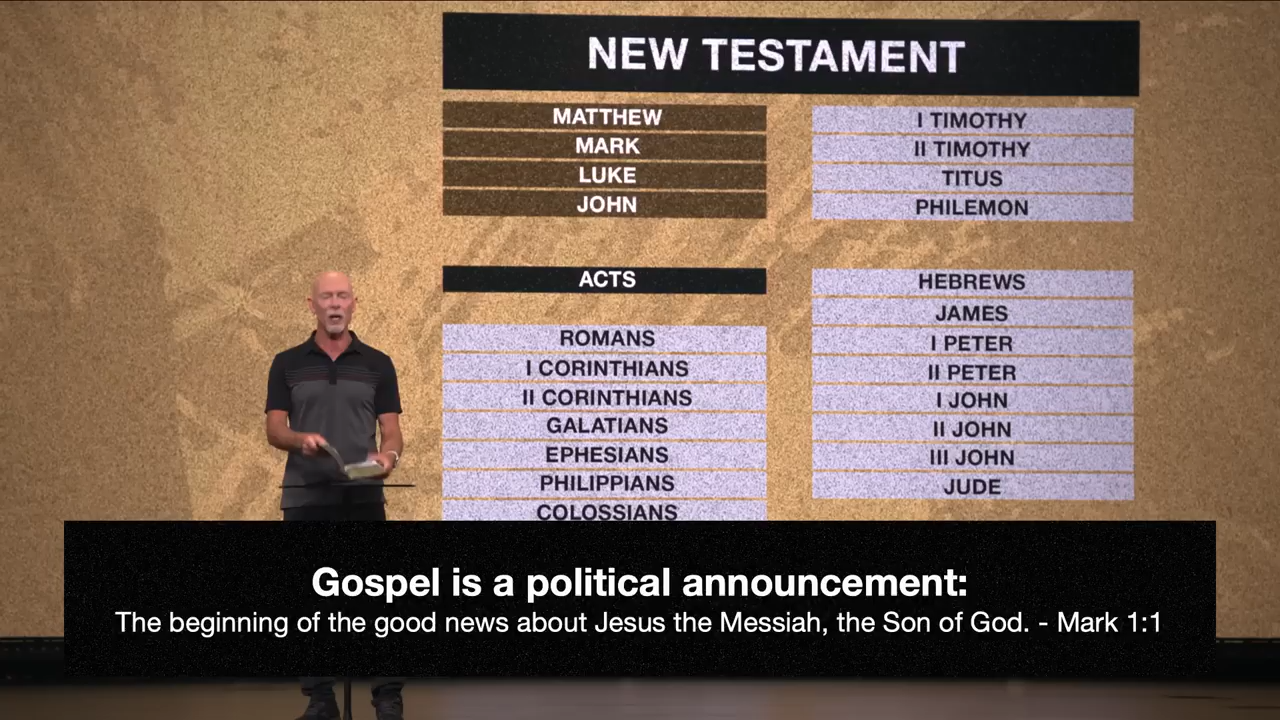 NEW TESTAMENT
MATTHEW
MARK
LUKE
JOHN
ACTS
ROMANS
I CORINTHIANS
II CORINTHIANS
GALATIANS
EPHESIANS
PHILIPPIANS
COLOSSIANS
I TIMOTHY
II TIMOTHY
TITUS
PHILEMON
HEBREWS
JAMES
I PETER
II PETER
I JOHN
II JOHN
III JOHN
JUDE
Gospel is a political announcement:
The beginning of the good news about Jesus the Messiah, the Son of God. - Mark 1:1